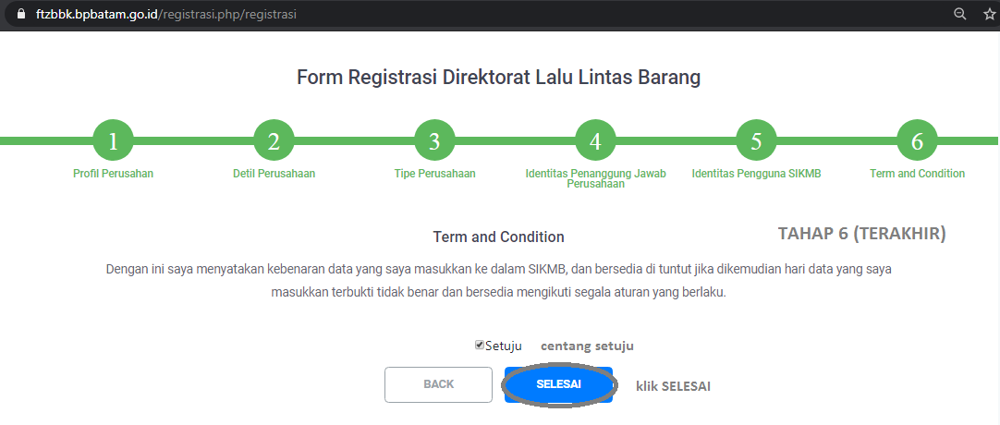 ftzbbk.bpbatam.go.id/registrasi.php/registrasi
Form Registrasi Direktorat Lalu Lintas Barang
1 2 3 4 5 6
Profil Perusahan Detil Perusahaan Tipe Perusahaan Identitas Penanggung Jawab Identitas Pengguna SIKMB Term and Condition
Perusahaan
Term and Condition
TAHAP 6 (TERAKHIR)
Dengan ini saya menyatakan kebenaran data yang saya masukkan ke dalam SIKMB, dan bersedia di tuntut jika dikemudian hari data yang saya
masukkan terbukti tidak benar dan bersedia mengikuti segala aturan yang berlaku.
Setuju centang setuju
BACK SELESAI klik SELESAI